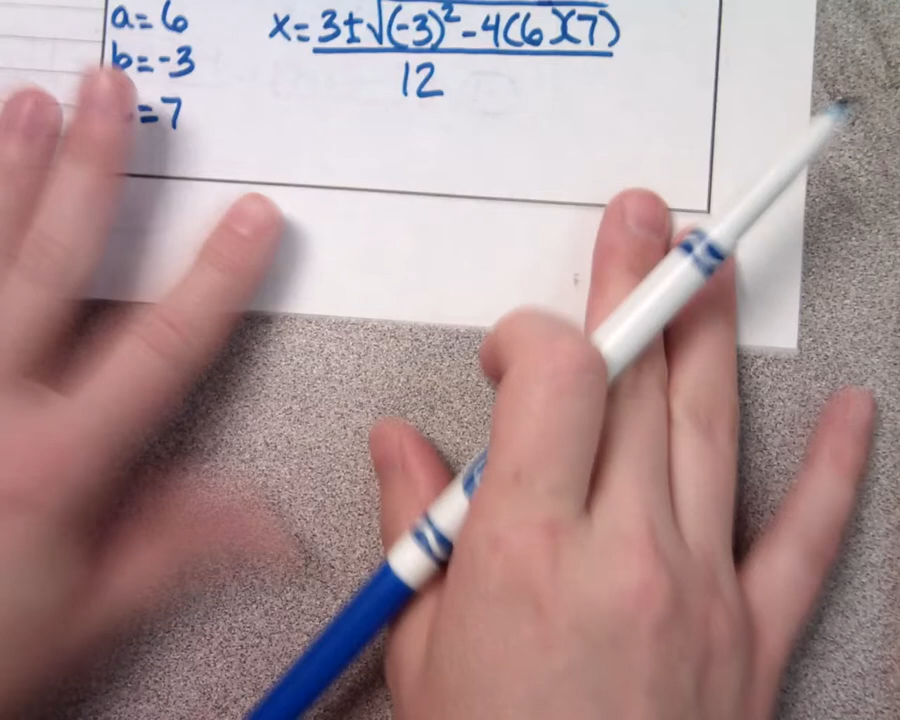 a=6
b=-3
=7
x=3±√(-3)²-4(6)(7)
12